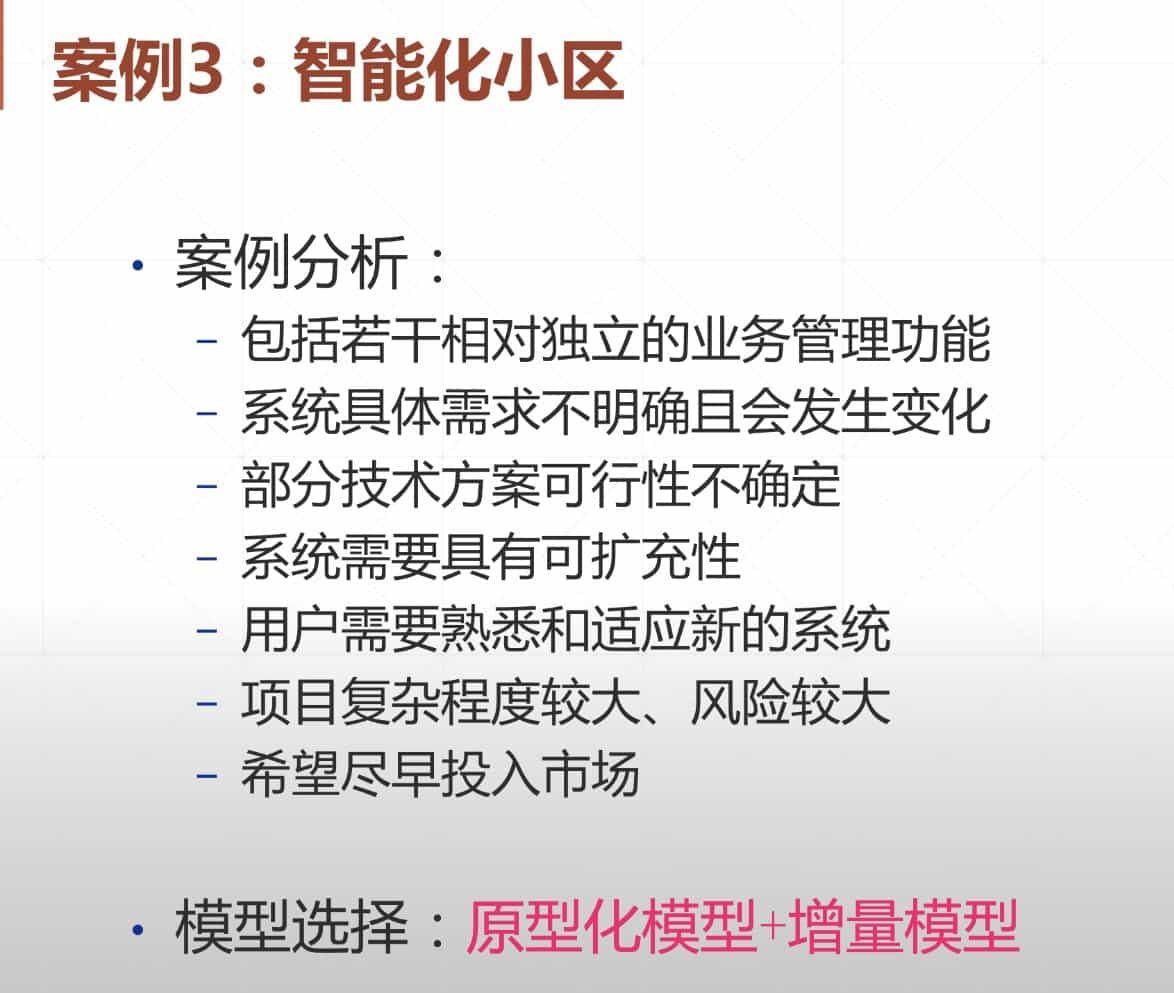 案例3：智能化小区
• 案例分析：
– 包括若干相对独立的业务管理功能
– 系统具体需求不明确且会发生变化
– 部分技术方案可行性不确定
– 系统需要具有可扩充性
– 用户需要熟悉和适应新的系统
– 项目复杂程度较大、风险较大
– 希望尽早投入市场
• 模型选择：原型化模型+增量模型